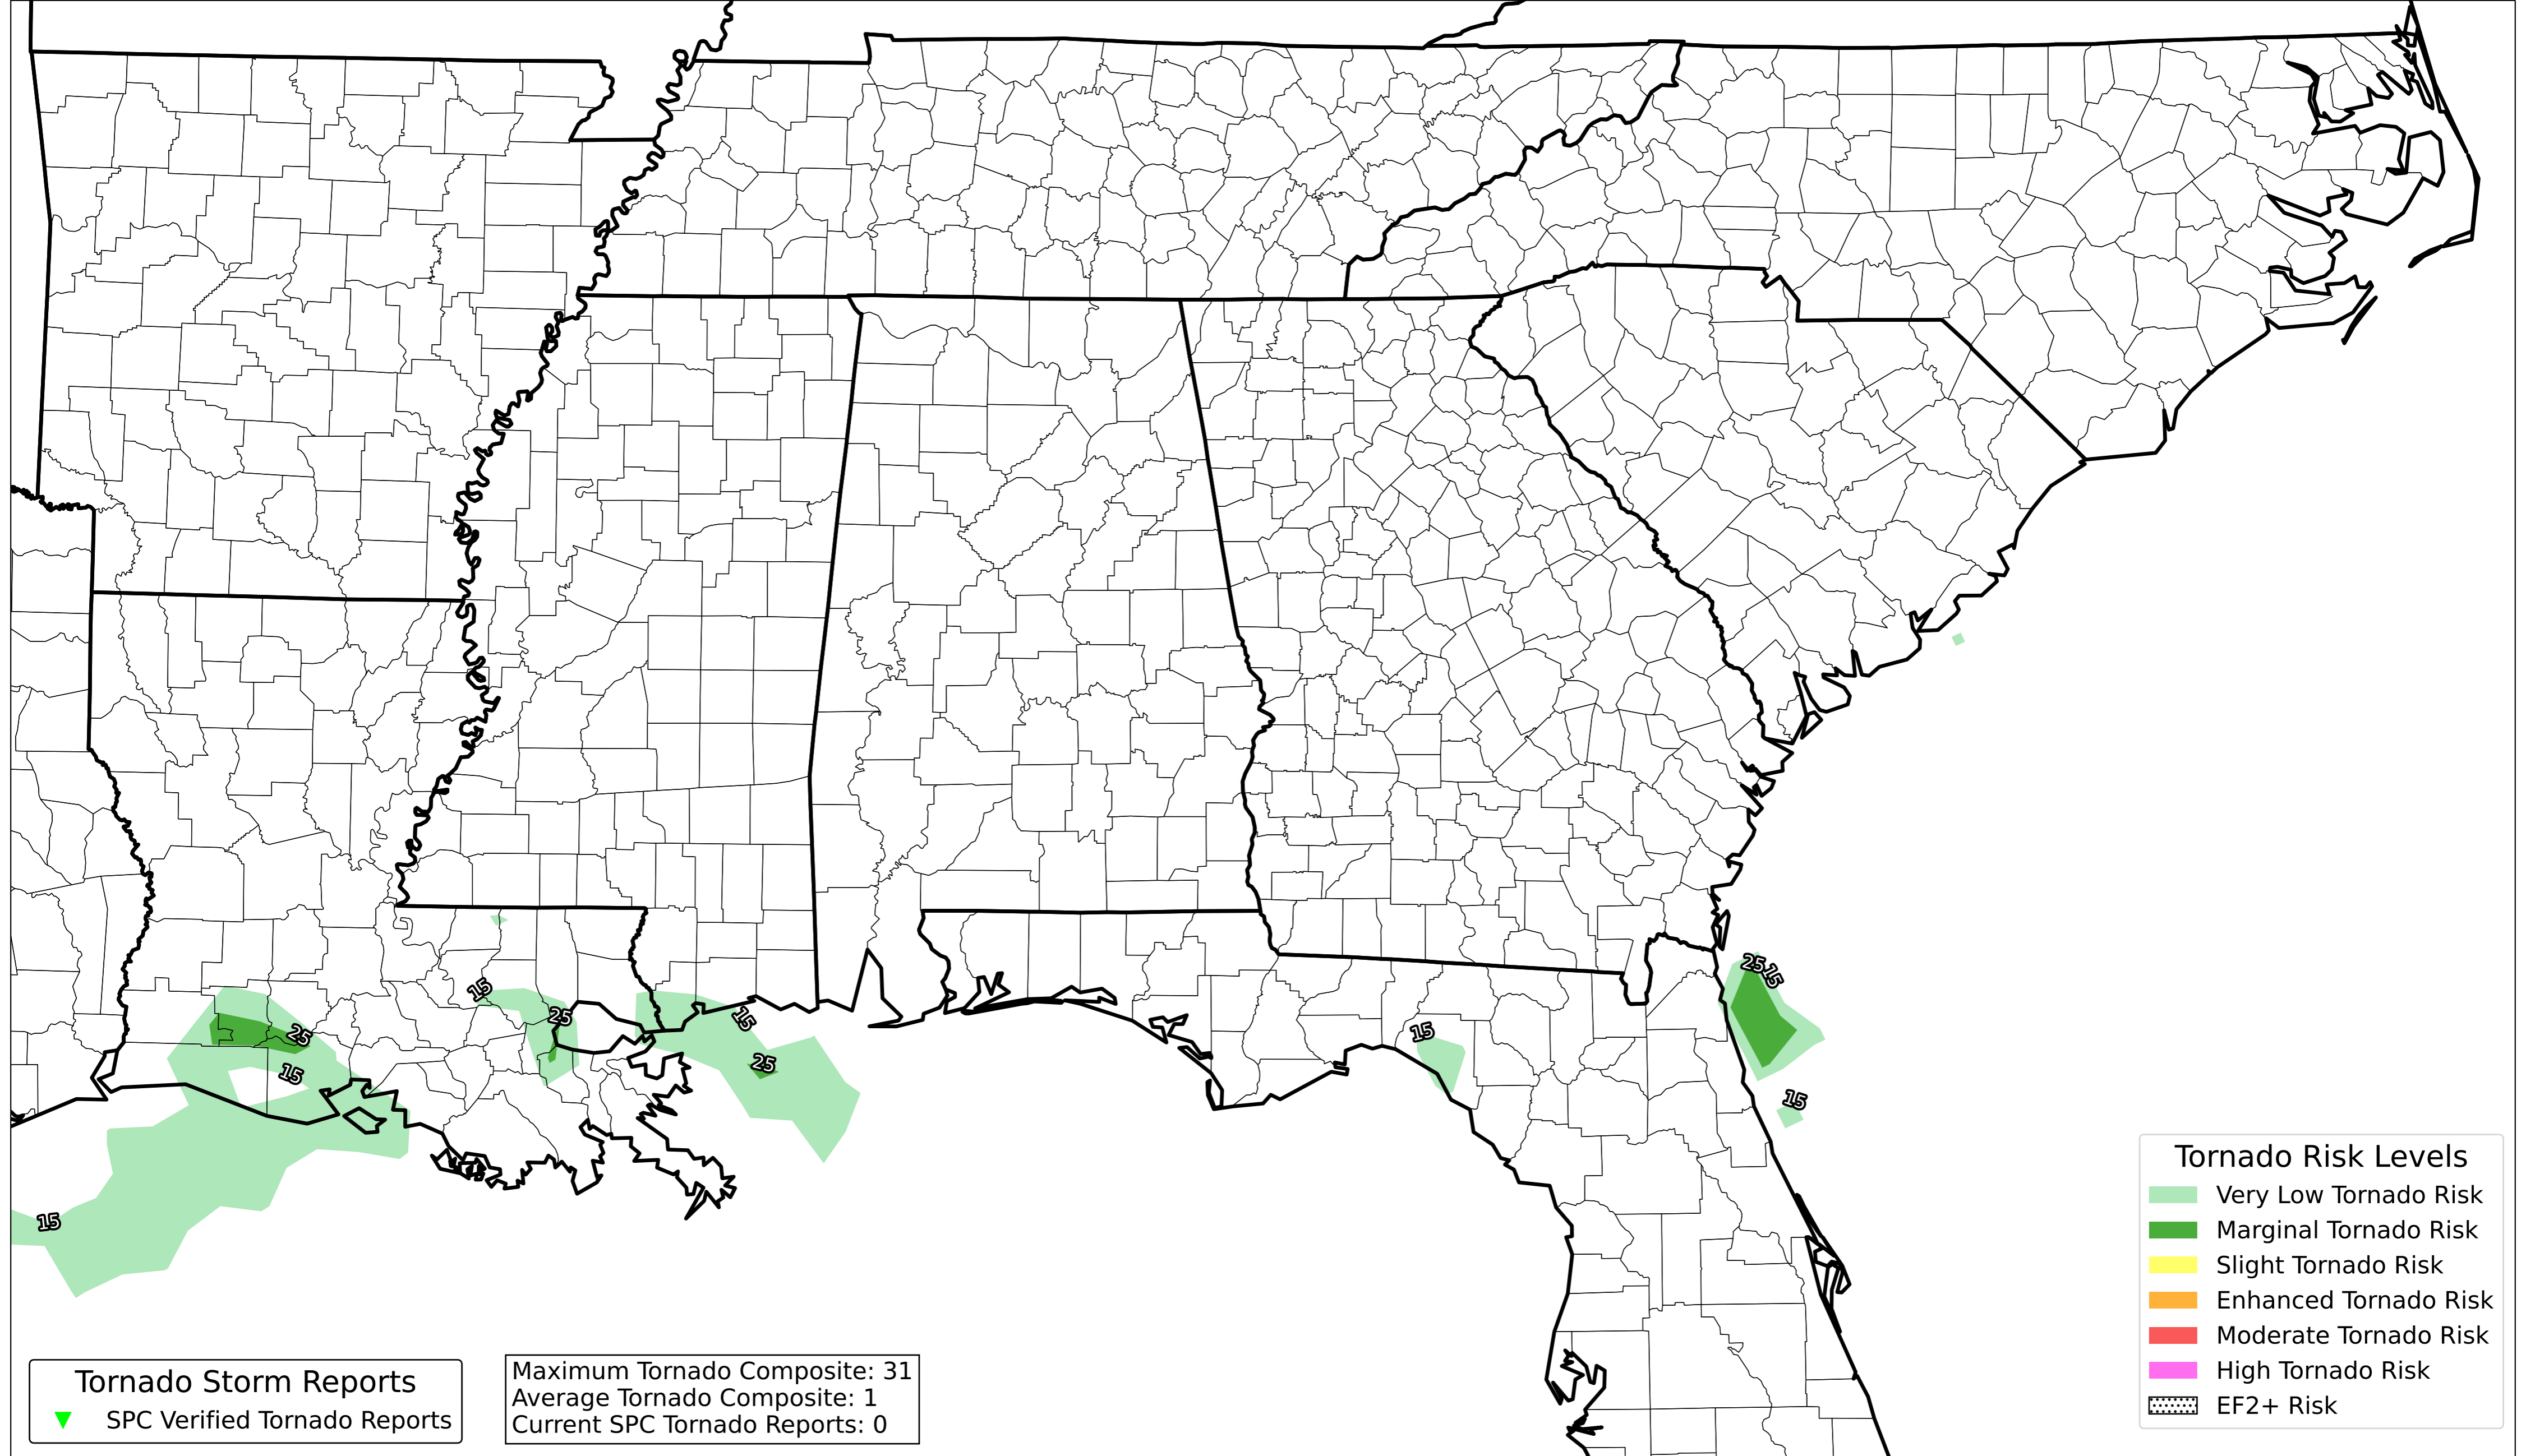 25
15
15
25
15
25
15
25
15
15
15
Tornado Risk Levels
Very Low Tornado Risk
Marginal Tornado Risk
Slight Tornado Risk
Enhanced Tornado Risk
Moderate Tornado Risk
High Tornado Risk
EF2+ Risk
Tornado Storm Reports
SPC Verified Tornado Reports
Maximum Tornado Composite: 31
Average Tornado Composite: 1
Current SPC Tornado Reports: 0